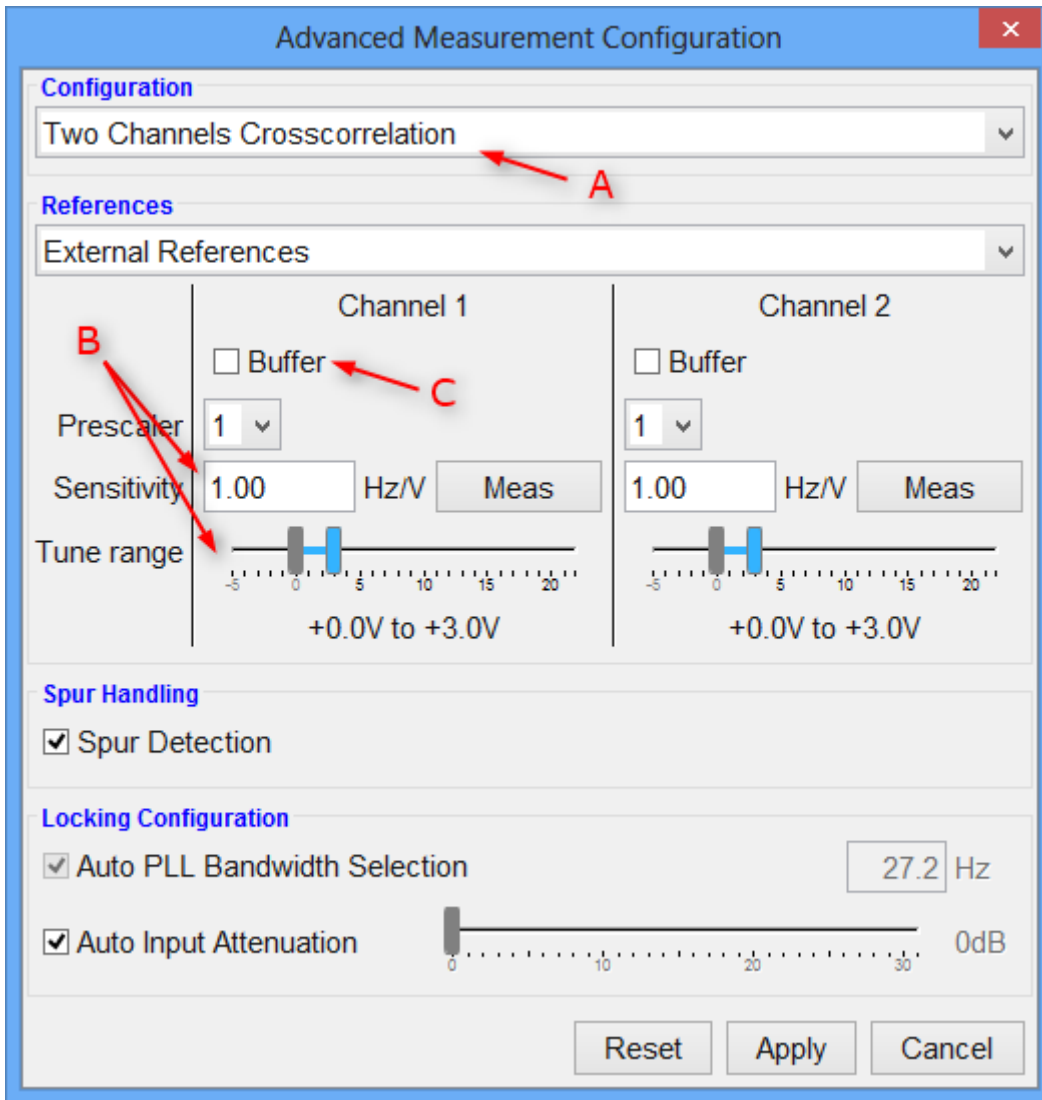 Advanced Measurement Configuration
Configuration
Two Channels Crosscorrelation
A
References
External References
Channel 1 Channel 2
B
Buffer Buffer
C
Prescaler 1 1
Sensitivity 1.00 Hz/V Meas 1.00 Hz/V Meas
Tune range
-5 0 5 10 15 20 -5 0 5 10 15 20
+0.0V to +3.0V +0.0V to +3.0V
Spur Handling
Spur Detection
Locking Configuration
Auto PLL Bandwidth Selection 27.2 Hz
Auto Input Attenuation 0dB
0 10 20 30
Reset Apply Cancel